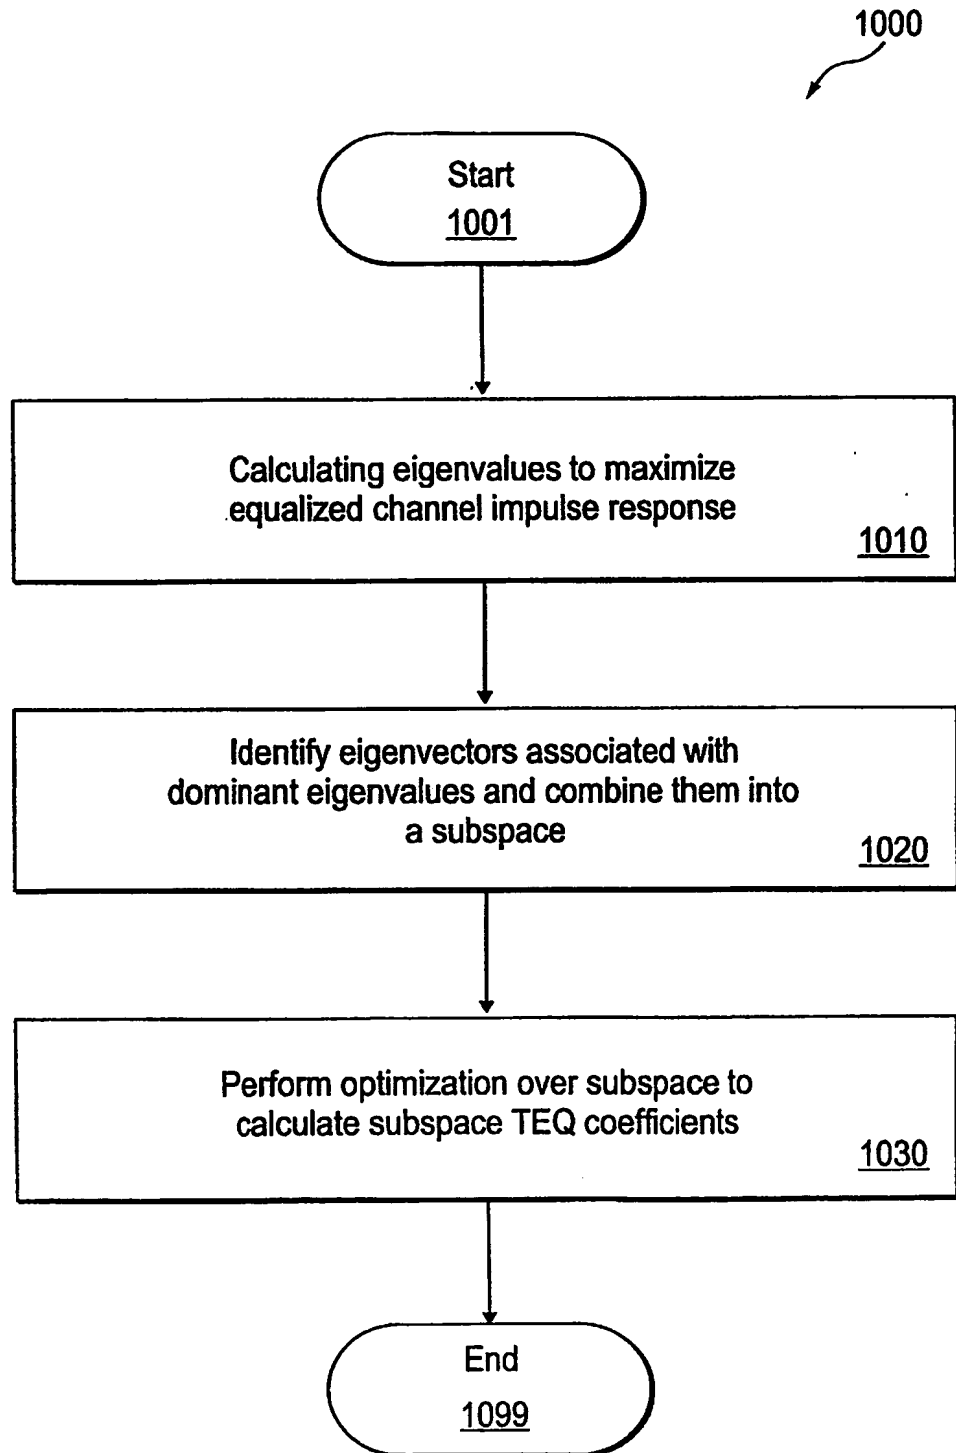 1000
Start
1001
Calculating eigenvalues to maximize
equalized channel impulse response
1010
Identify eigenvectors associated with
dominant eigenvalues and combine them into
a subspace
1020
Perform optimization over subspace to
calculate subspace TEQ coefficients
1030
End
1099